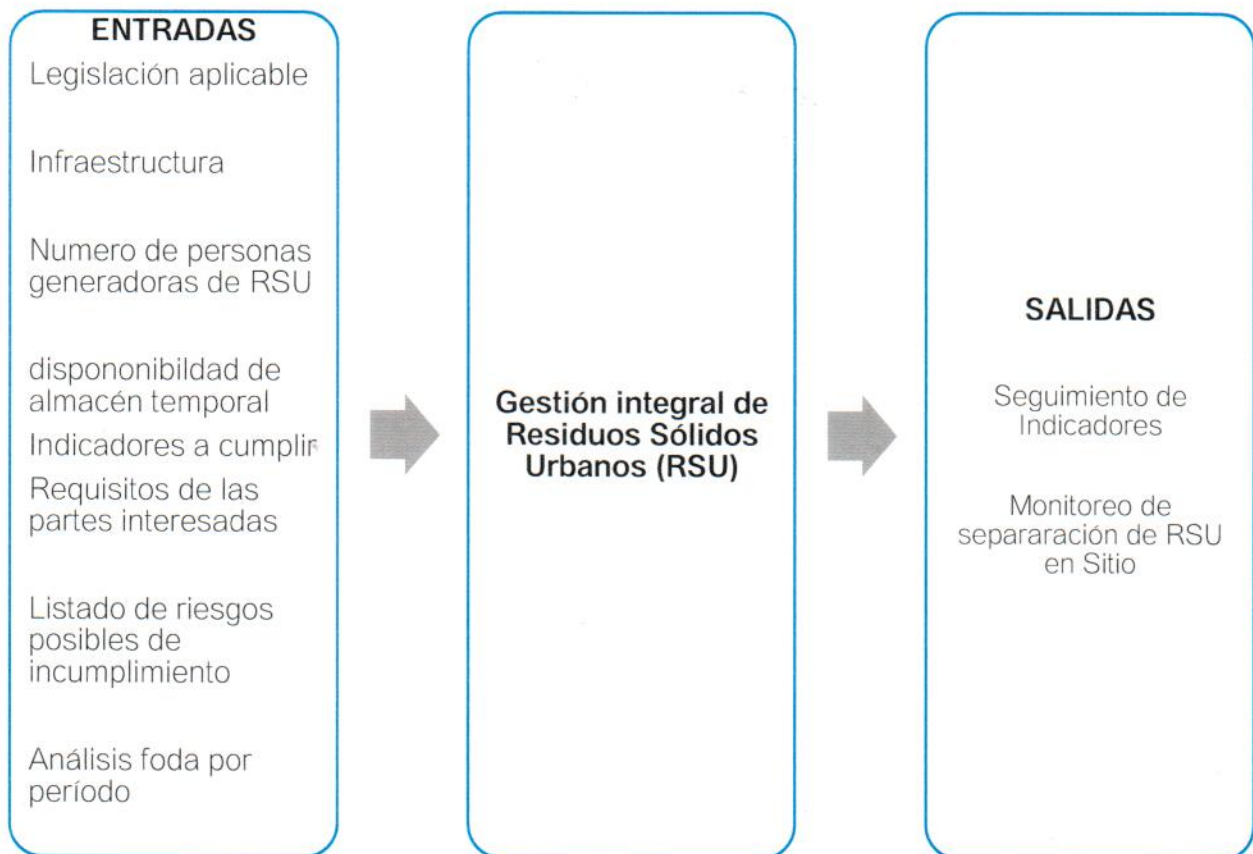 ENTRADAS
Legislación aplicable
Infraestructura
Numero de personas
generadoras de RSU
dispononibildad de
almacén temporal
Indicadores a cumplir
Requisitos de las
partes interesadas
Listado de riesgos
posibles de
incumplimiento
Análisis foda por
período
Gestión integral de
Residuos Sólidos
Urbanos (RSU)
SALIDAS
Seguimiento de
Indicadores
Monitoreo de
separaración de RSU
en Sitio